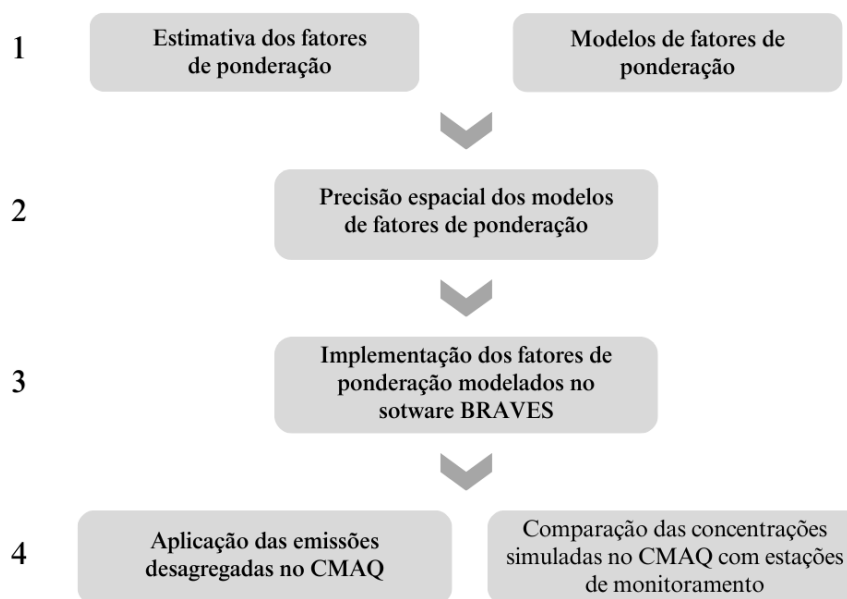 1
Estimativa dos fatores
de ponderação
Modelos de fatores de
ponderação
2
Precisão espacial dos modelos
de fatores de ponderação
3
Implementação dos fatores de
ponderação modelados no
sotware BRAVES
4
Aplicação das emissões
desagregadas no CMAQ
Comparação das concentrações
simuladas no CMAQ com estações
de monitoramento